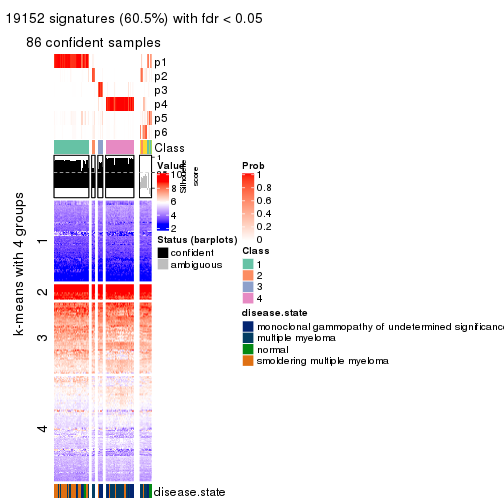 19152 signatures (60.5%) with fdr < 0.05
86 confident samples
p1
p2
p3
p4
p5
p6
Class
1
Silhouette
score
Value
10
8
6
4
2
Status (barplots)
confident
ambiguous
Prob
1
0.8
0.6
0.4
0.2
0
Class
1
2
3
4
disease.state
monoclonal gammopathy of undetermined significance
multiple myeloma
normal
smoldering multiple myeloma
k-means with 4 groups
1
2
3
4
disease.state